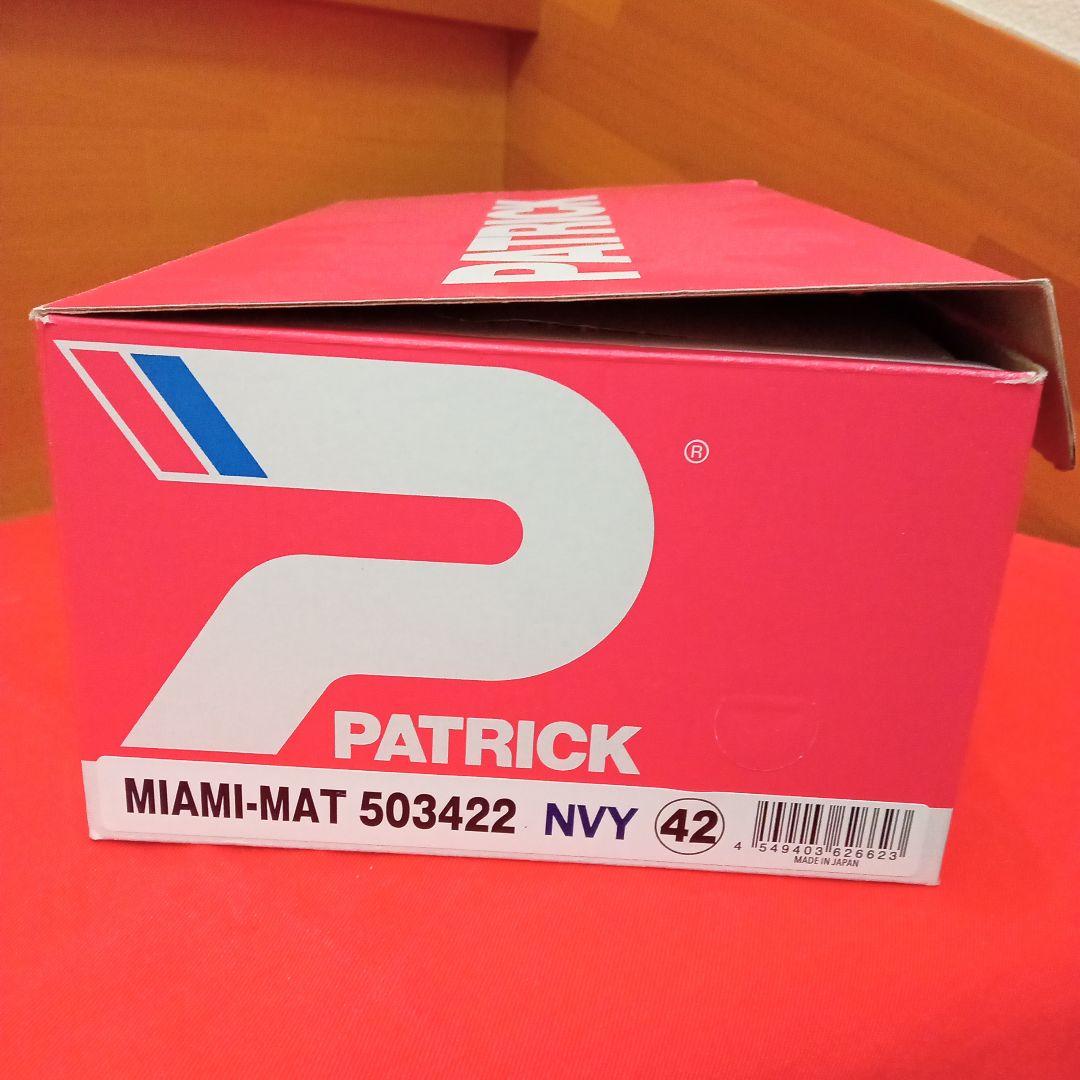 PATRICK
®
PATRICK
MIAMI-MAT 503422 NVY 42
4 549403 626623
MADE IN JAPAN